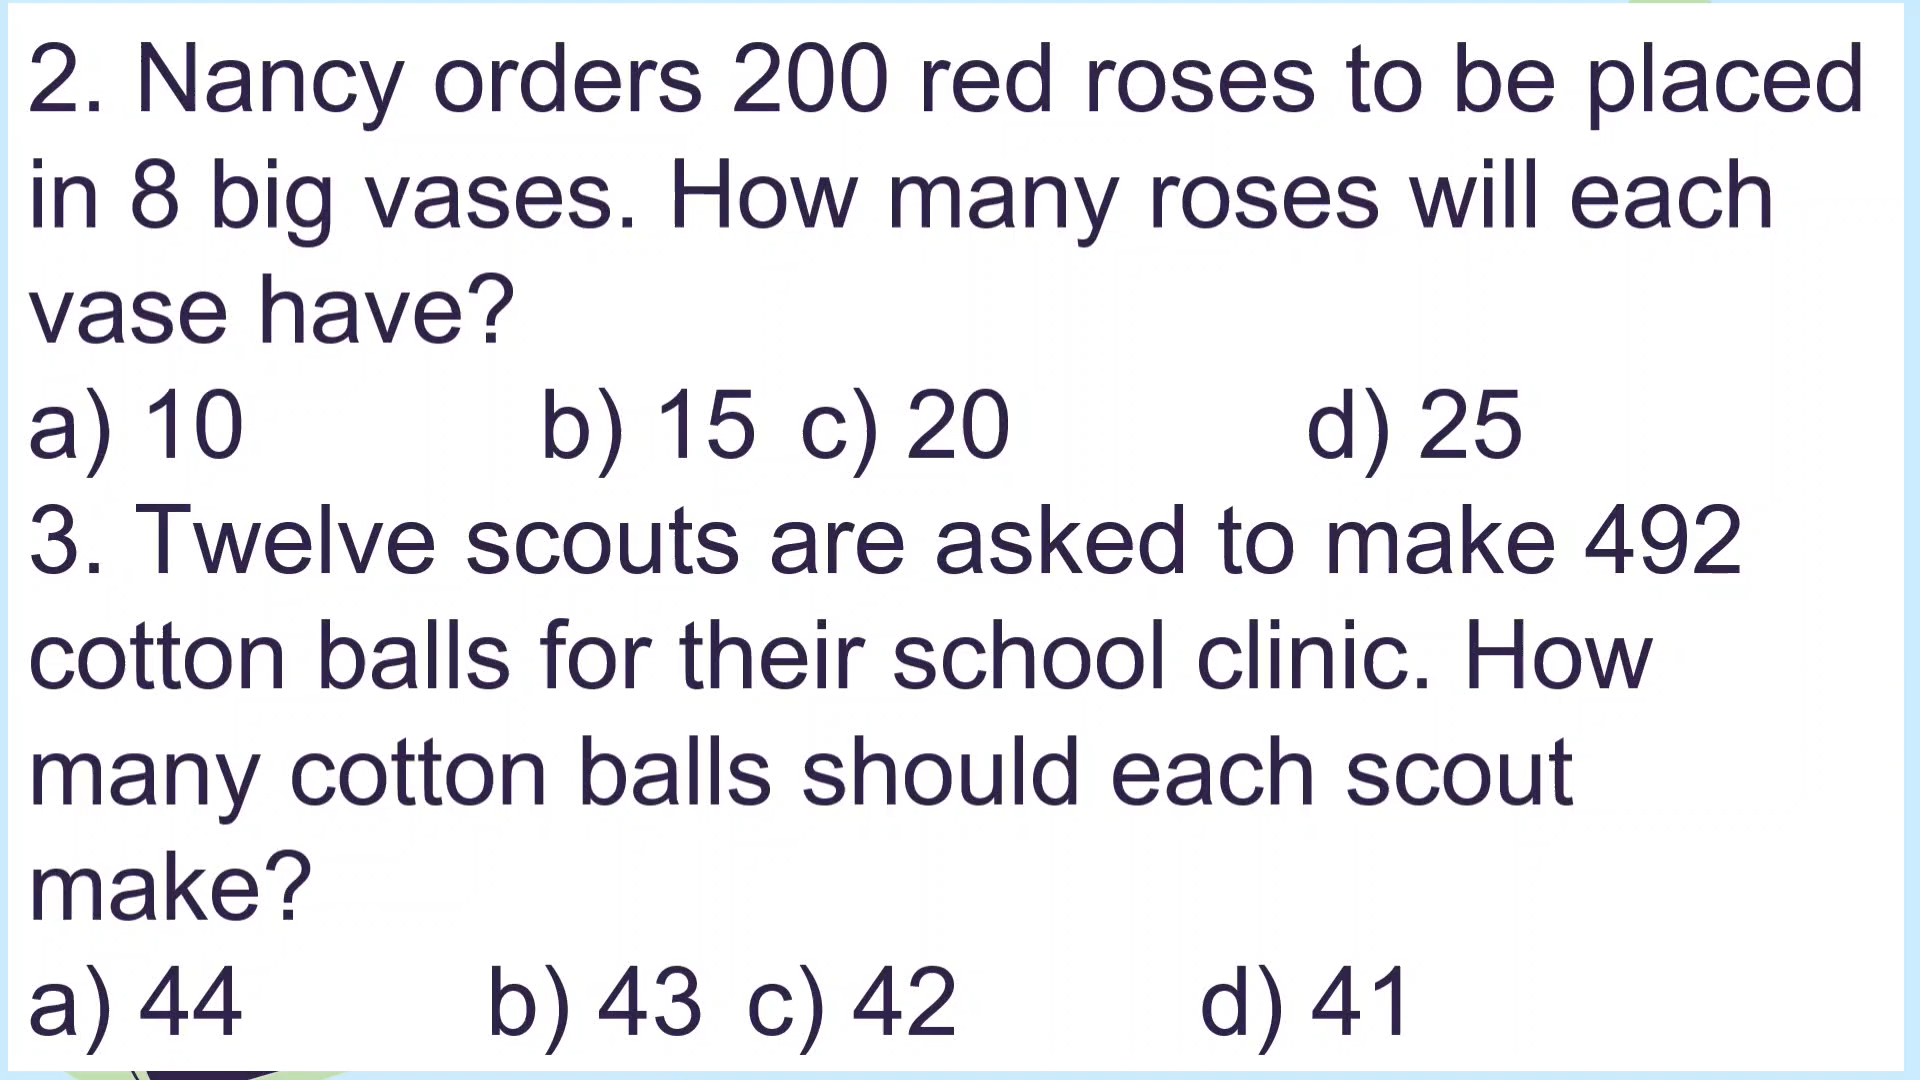 2. Nancy orders 200 red roses to be placed
in 8 big vases. How many roses will each
vase have?
a) 10 b) 15 c) 20 d) 25
3. Twelve scouts are asked to make 492
cotton balls for their school clinic. How
many cotton balls should each scout
make?
a) 44 b) 43 c) 42 d) 41